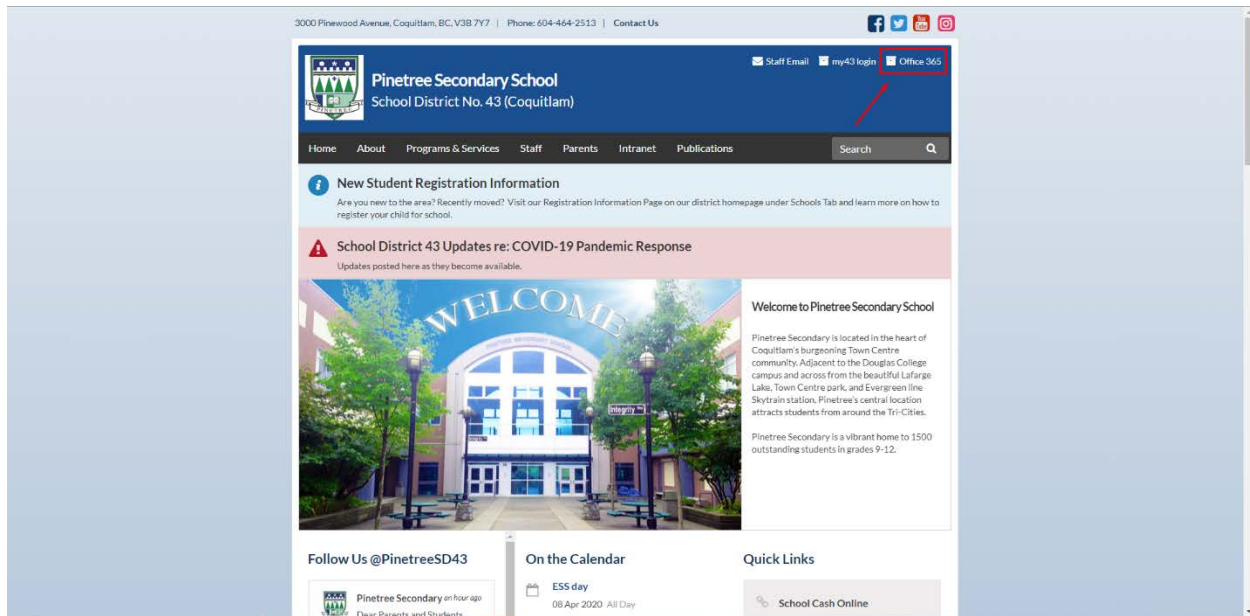 3000 Pinewood Avenue, Coquitlam, BC, V3B 7Y7 | Phone: 604-464-2513 | Contact Us
Staff Email my43 login Office 365
PINETREE
Pinetree Secondary School
School District No. 43 (Coquitlam)
Home About Programs & Services Staff Parents Intranet Publications Search
New Student Registration Information
Are you new to the area? Recently moved? Visit our Registration Information Page on our district homepage under Schools Tab and learn more on how to
register your child for school.
School District 43 Updates re: COVID-19 Pandemic Response
Updates posted here as they become available.
WELCOME
Integrity Way
Welcome to Pinetree Secondary School
Pinetree Secondary is located in the heart of
Coquitlam's burgeoning Town Centre
community. Adjacent to the Douglas College
campus and across from the beautiful Lafarge
Lake, Town Centre park, and Evergreen line
Skytrain station, Pinetree's central location
attracts students from around the Tri-Cities.
Pinetree Secondary is a vibrant home to 1500
outstanding students in grades 9-12.
Follow Us @PinetreeSD43
Pinetree Secondary an hour ago
Dear Parents and Students
On the Calendar
ESS day
08 Apr 2020 All Day
Quick Links
School Cash Online